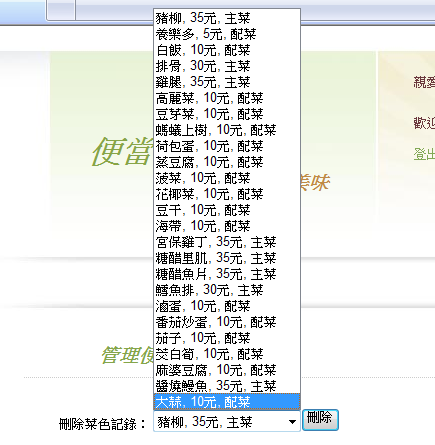 豬柳, 35元, 主菜
養樂多, 5元, 配菜
白飯, 10元, 配菜
排骨, 30元, 主菜
雞腿, 35元, 主菜
高麗菜, 10元, 配菜
豆芽菜, 10元, 配菜
螞蟻上樹, 10元, 配菜
荷包蛋, 10元, 配菜
蒸豆腐, 10元, 配菜
菠菜, 10元, 配菜
花椰菜, 10元, 配菜
豆干, 10元, 配菜
海帶, 10元, 配菜
宮保雞丁, 35元, 主菜
糖醋里肌, 35元, 主菜
糖醋魚片, 35元, 主菜
鱈魚排, 30元, 主菜
滷蛋, 10元, 配菜
番茄炒蛋, 10元, 配菜
茄子, 10元, 配菜
茭白筍, 10元, 配菜
麻婆豆腐, 10元, 配菜
醬燒鰻魚, 35元, 主菜
大蒜, 10元, 配菜
便當
美味
親愛
歡迎
登出
管理便
刪除菜色記錄：
豬柳, 35元, 主菜
刪除